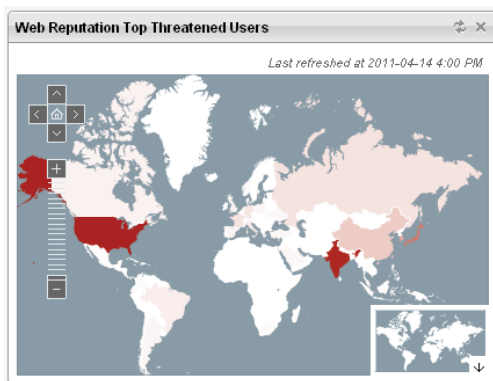 Web Reputation Top Threatened Users
Last refreshed at 2011-04-14 4:00 PM